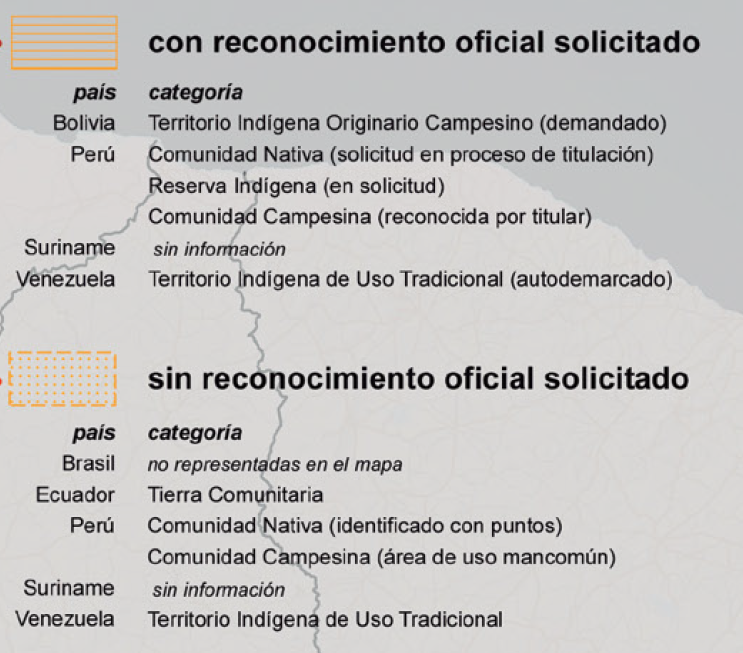 con reconocimiento oficial solicitado
país categoría
Bolivia Territorio Indígena Originario Campesino (demandado)
Perú Comunidad Nativa (solicitud en proceso de titulación)
Reserva Indígena (en solicitud)
Comunidad Campesina (reconocida por titular)
Suriname sin información
Venezuela Territorio Indígena de Uso Tradicional (autodemarcado)
sin reconocimiento oficial solicitado
país categoría
Brasil no representadas en el mapa
Ecuador Tierra Comunitaria
Perú Comunidad Nativa (identificado con puntos)
Comunidad Campesina (área de uso mancomún)
Suriname sin información
Venezuela Territorio Indígena de Uso Tradicional